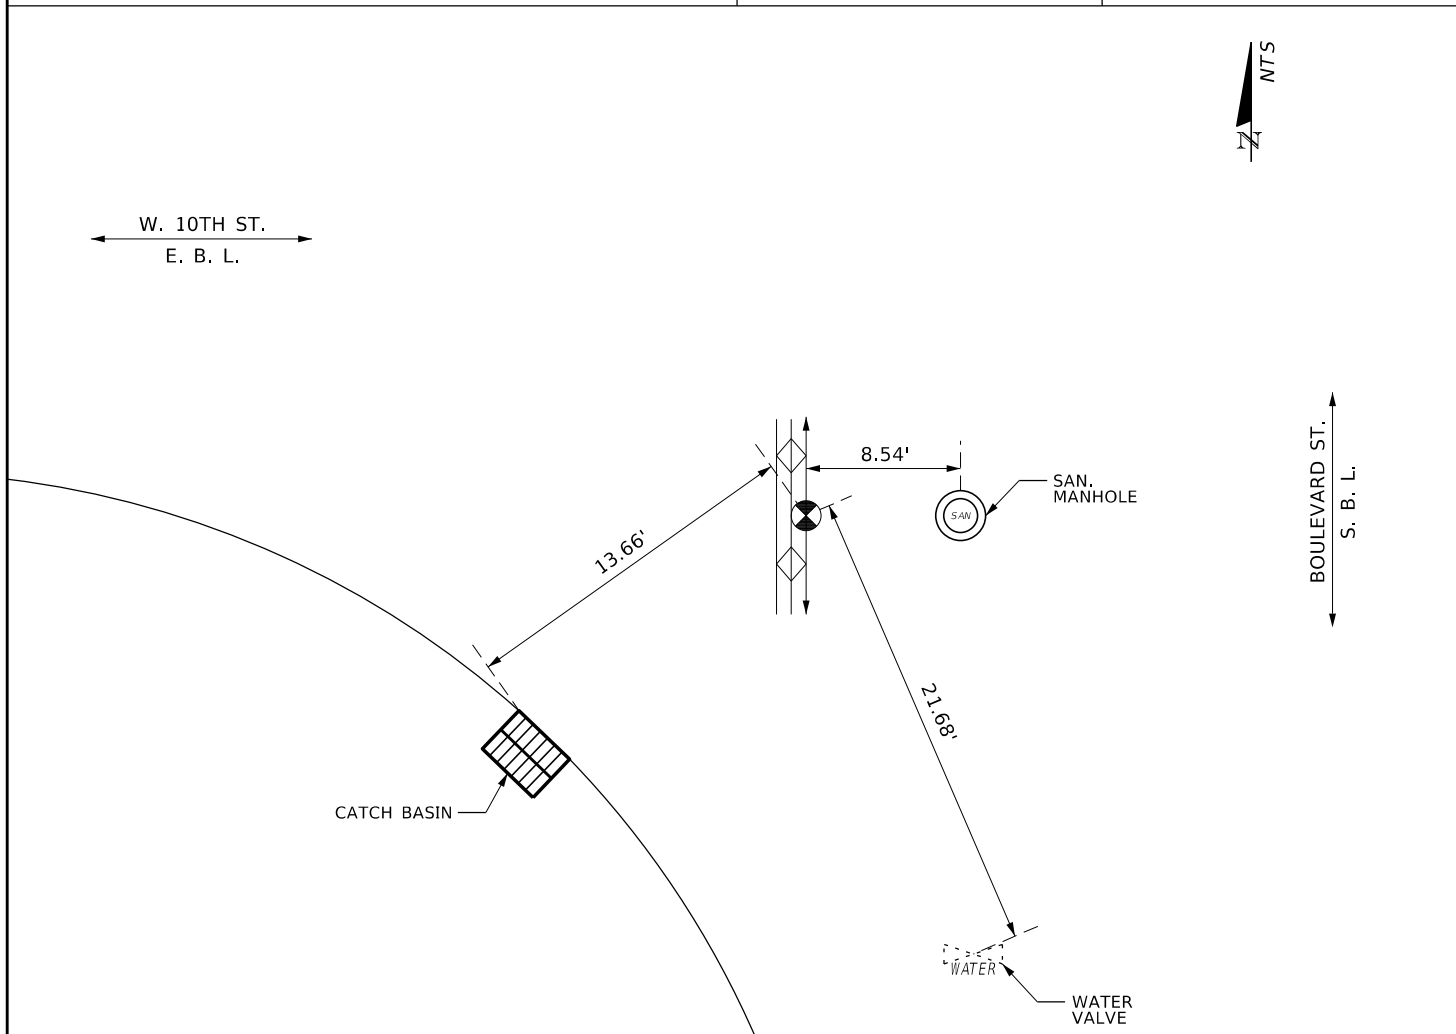 NTS
N
W. 10TH ST.
E. B. L.
8.54'
SAN.
MANHOLE
SAN
BOULEVARD ST.
S. B. L.
13.66'
21.68'
CATCH BASIN
WATER
WATER
VALVE